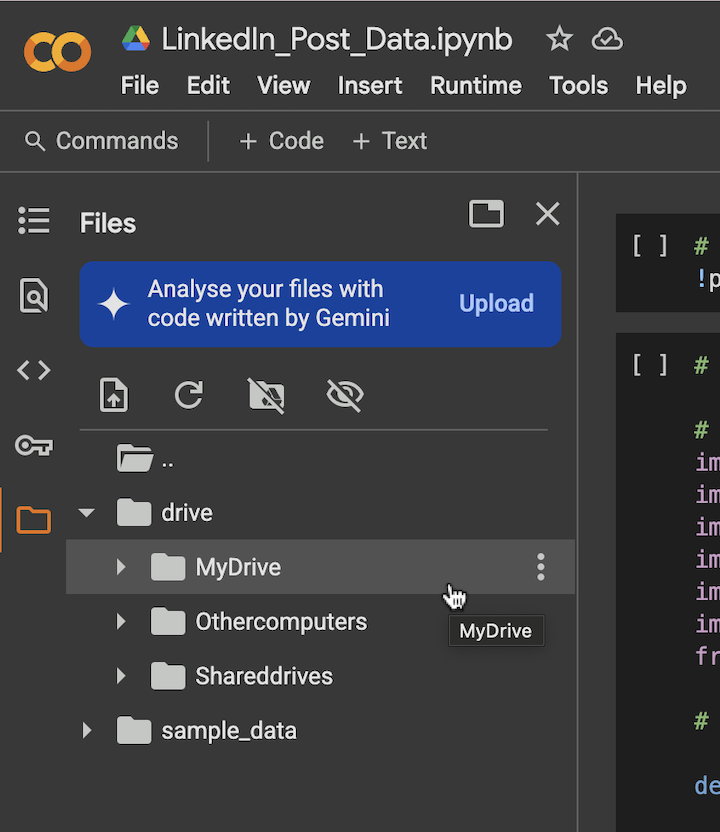 LinkedIn_Post_Data.ipynb
File Edit View Insert Runtime Tools Help
Commands + Code + Text
Files
Analyse your files with
code written by Gemini
Upload
..
drive
MyDrive
Othercomputers
MyDrive
Shareddrives
sample_data
[ ] #
!p
[ ] #
#
im
im
im
im
im
im
fr
#
de